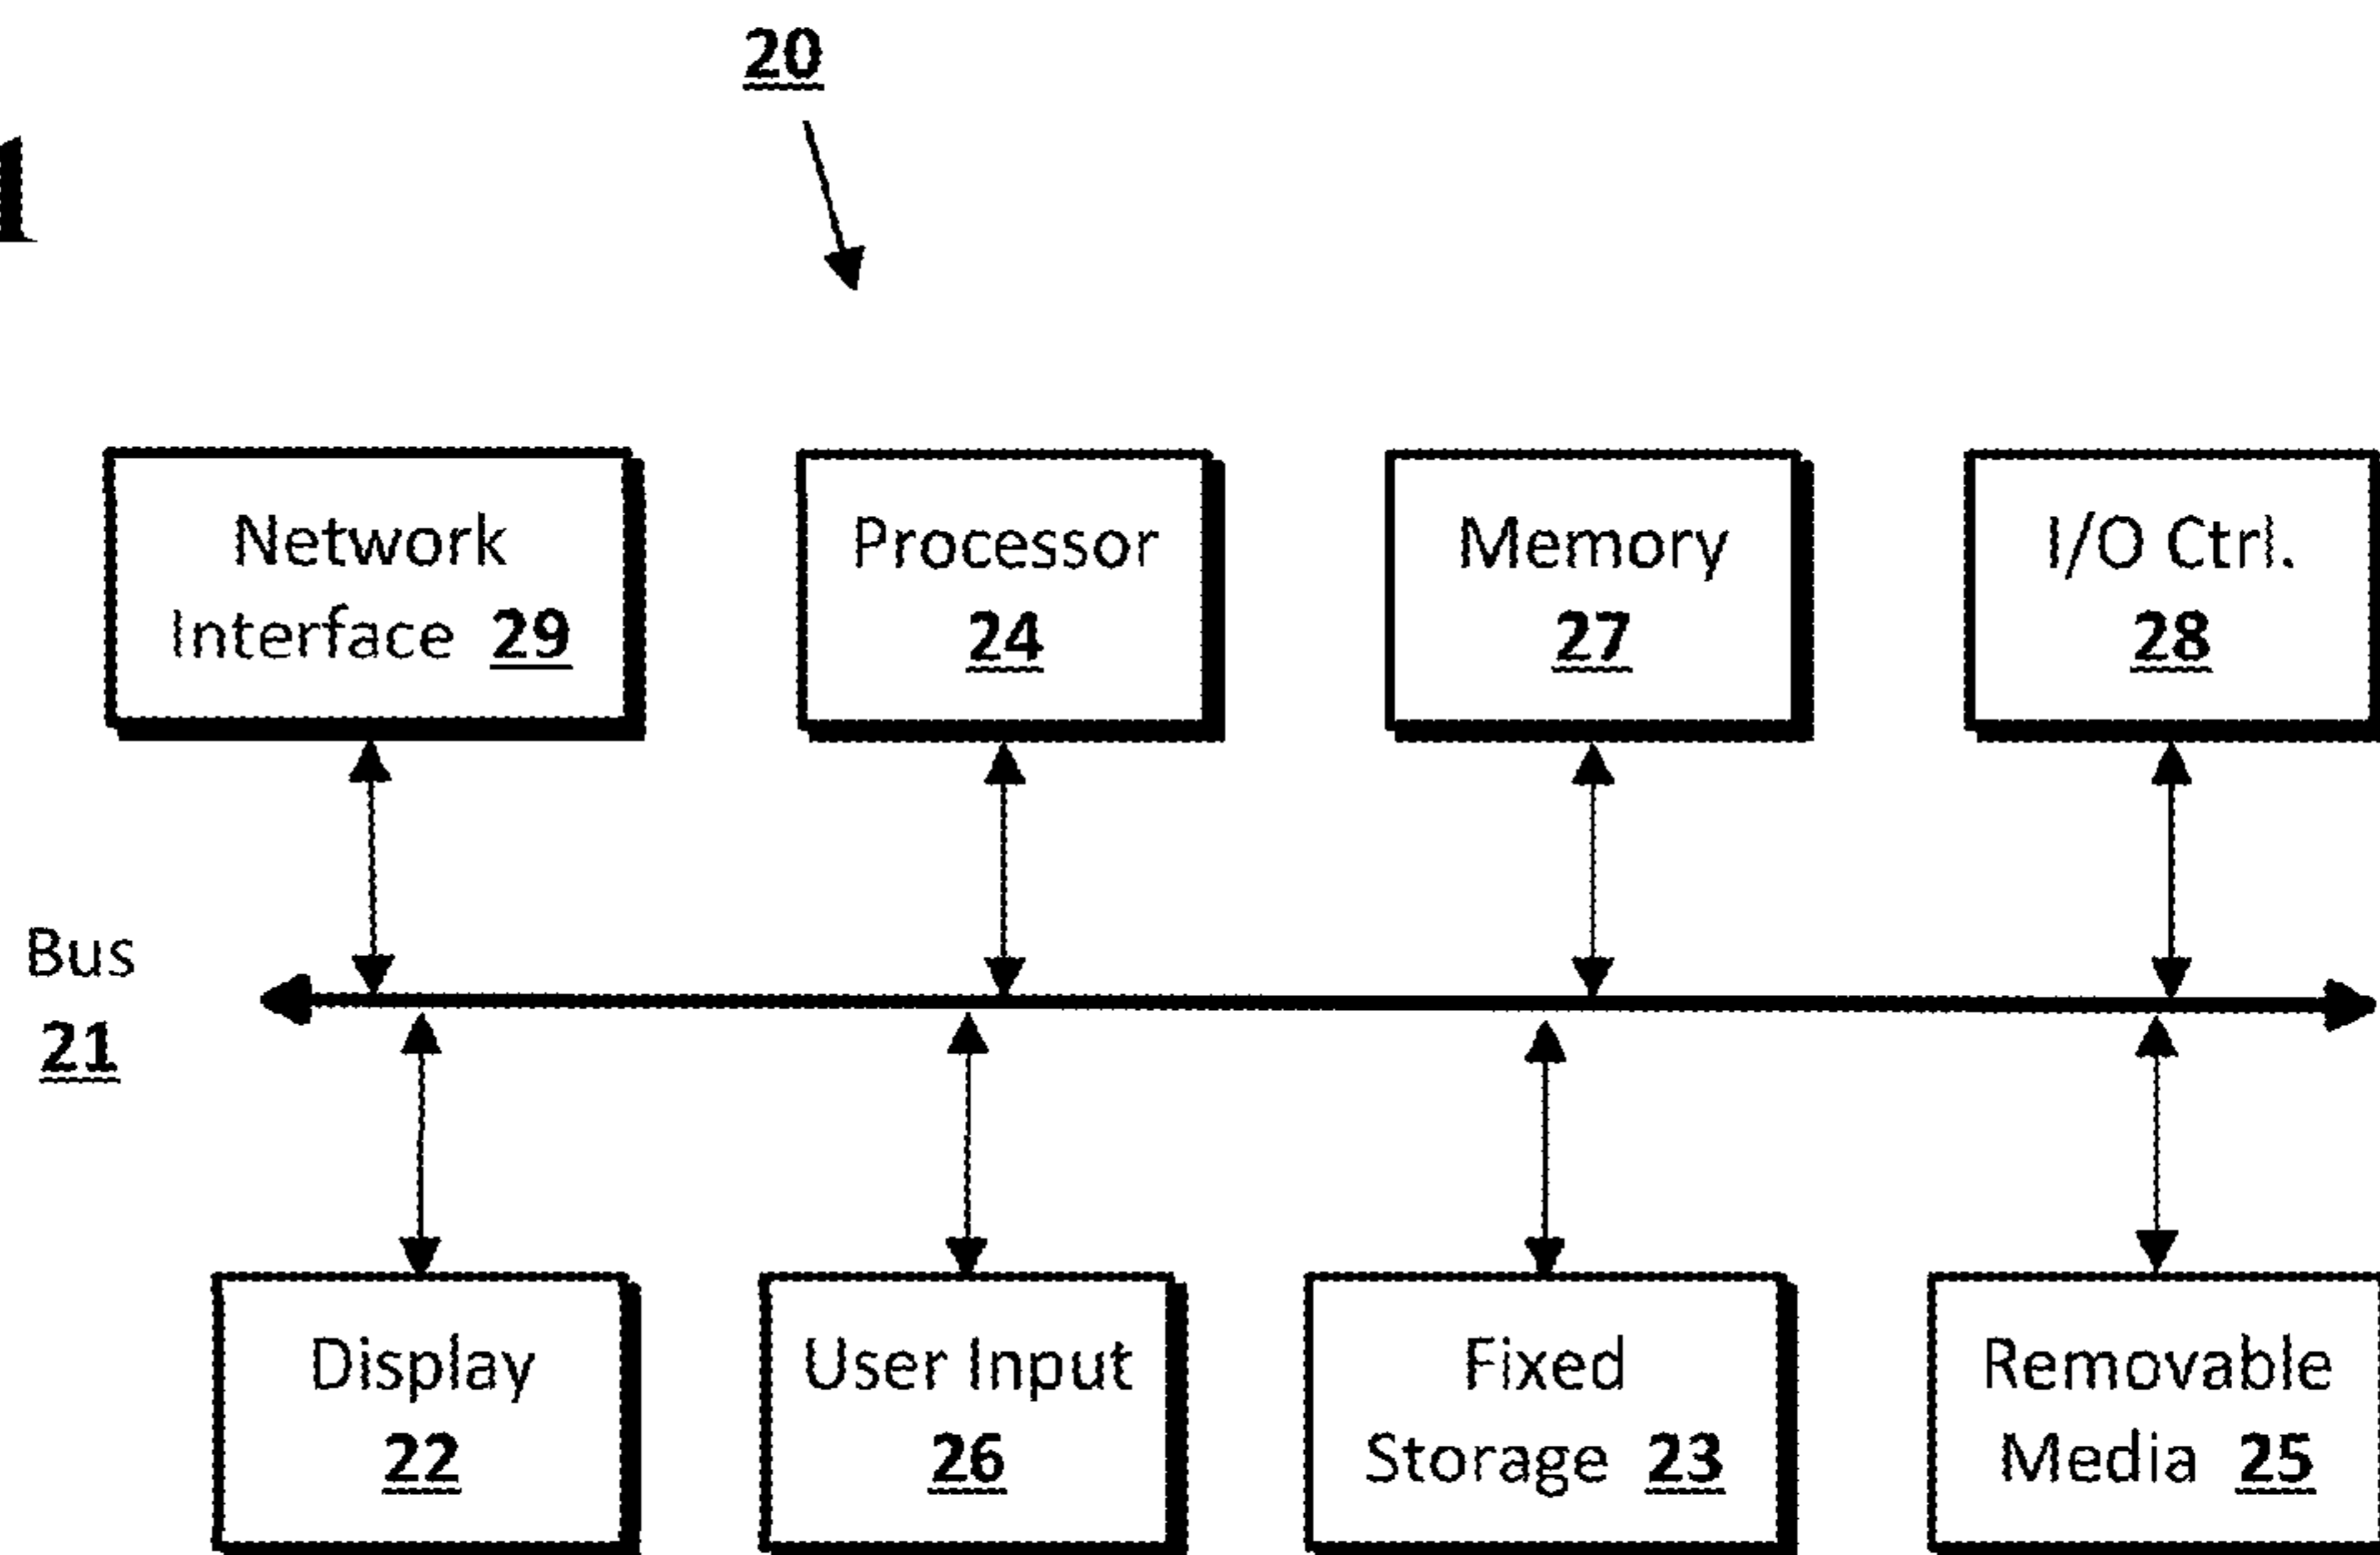 20
1
Network
Interface 29
Processor
24
Memory
27
I/O Ctrl.
28
Bus
21
Display
22
User Input
26
Fixed
Storage 23
Removable
Media 25